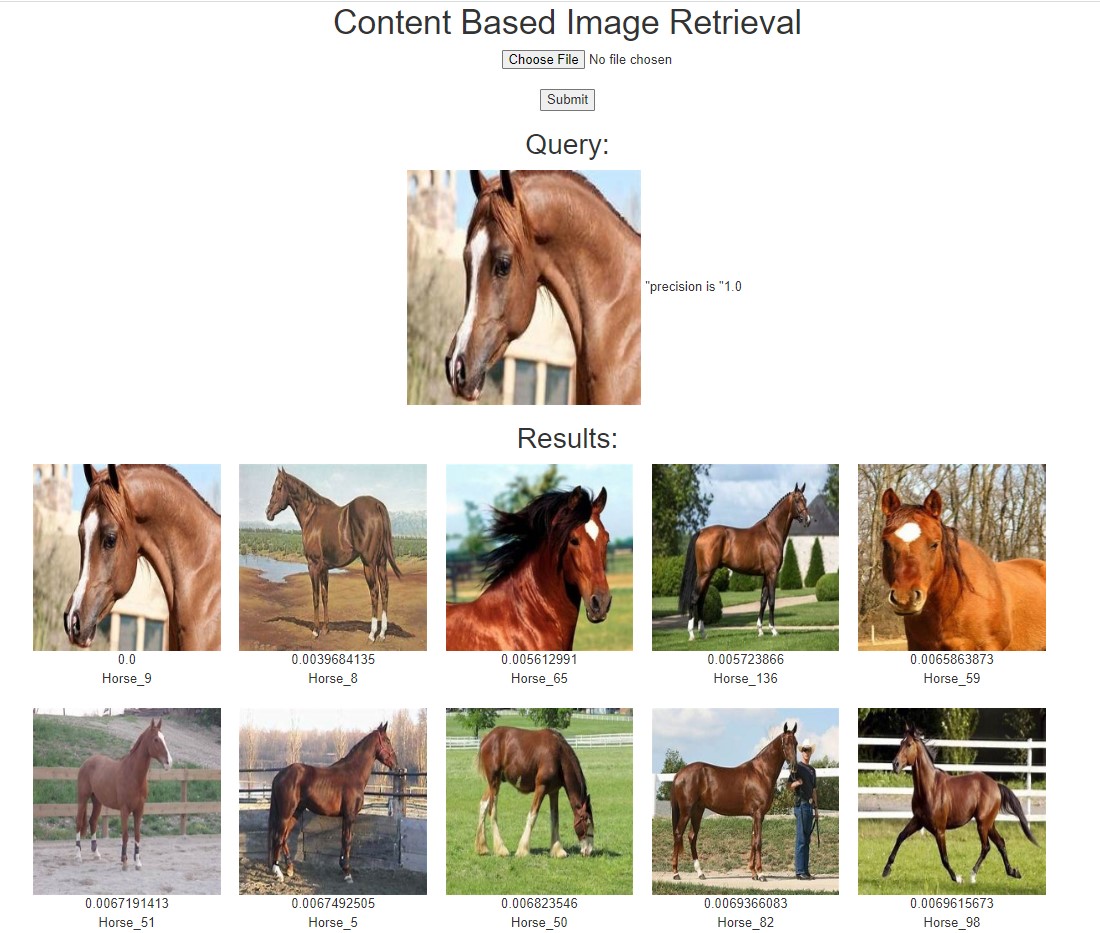 Content Based Image Retrieval
Choose File No file chosen
Submit
Query:
"precision is "1.0
Results:
0.0 0.0039684135 0.005612991 0.005723866 0.0065863873
Horse_9 Horse_8 Horse_65 Horse_136 Horse_59
0.0067191413 0.0067492505 0.006823546 0.0069366083 0.0069615673
Horse_51 Horse_5 Horse_50 Horse_82 Horse_98